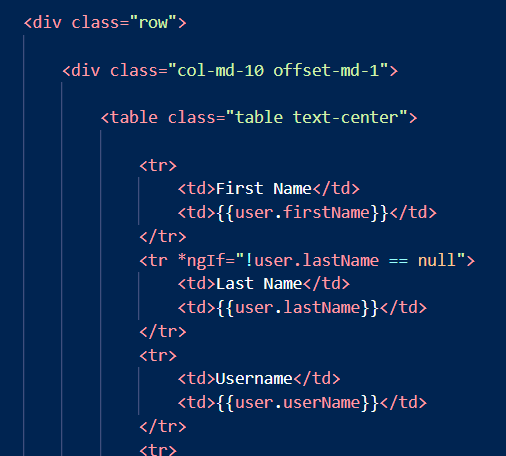 <div class="row">
<div class="col-md-10 offset-md-1">
<table class="table text-center">
<tr>
<td>First Name</td>
<td>{{user.firstName}}</td>
</tr>
<tr *ngIf="!user.lastName == null">
<td>Last Name</td>
<td>{{user.lastName}}</td>
</tr>
<tr>
<td>Username</td>
<td>{{user.userName}}</td>
</tr>
<tr>